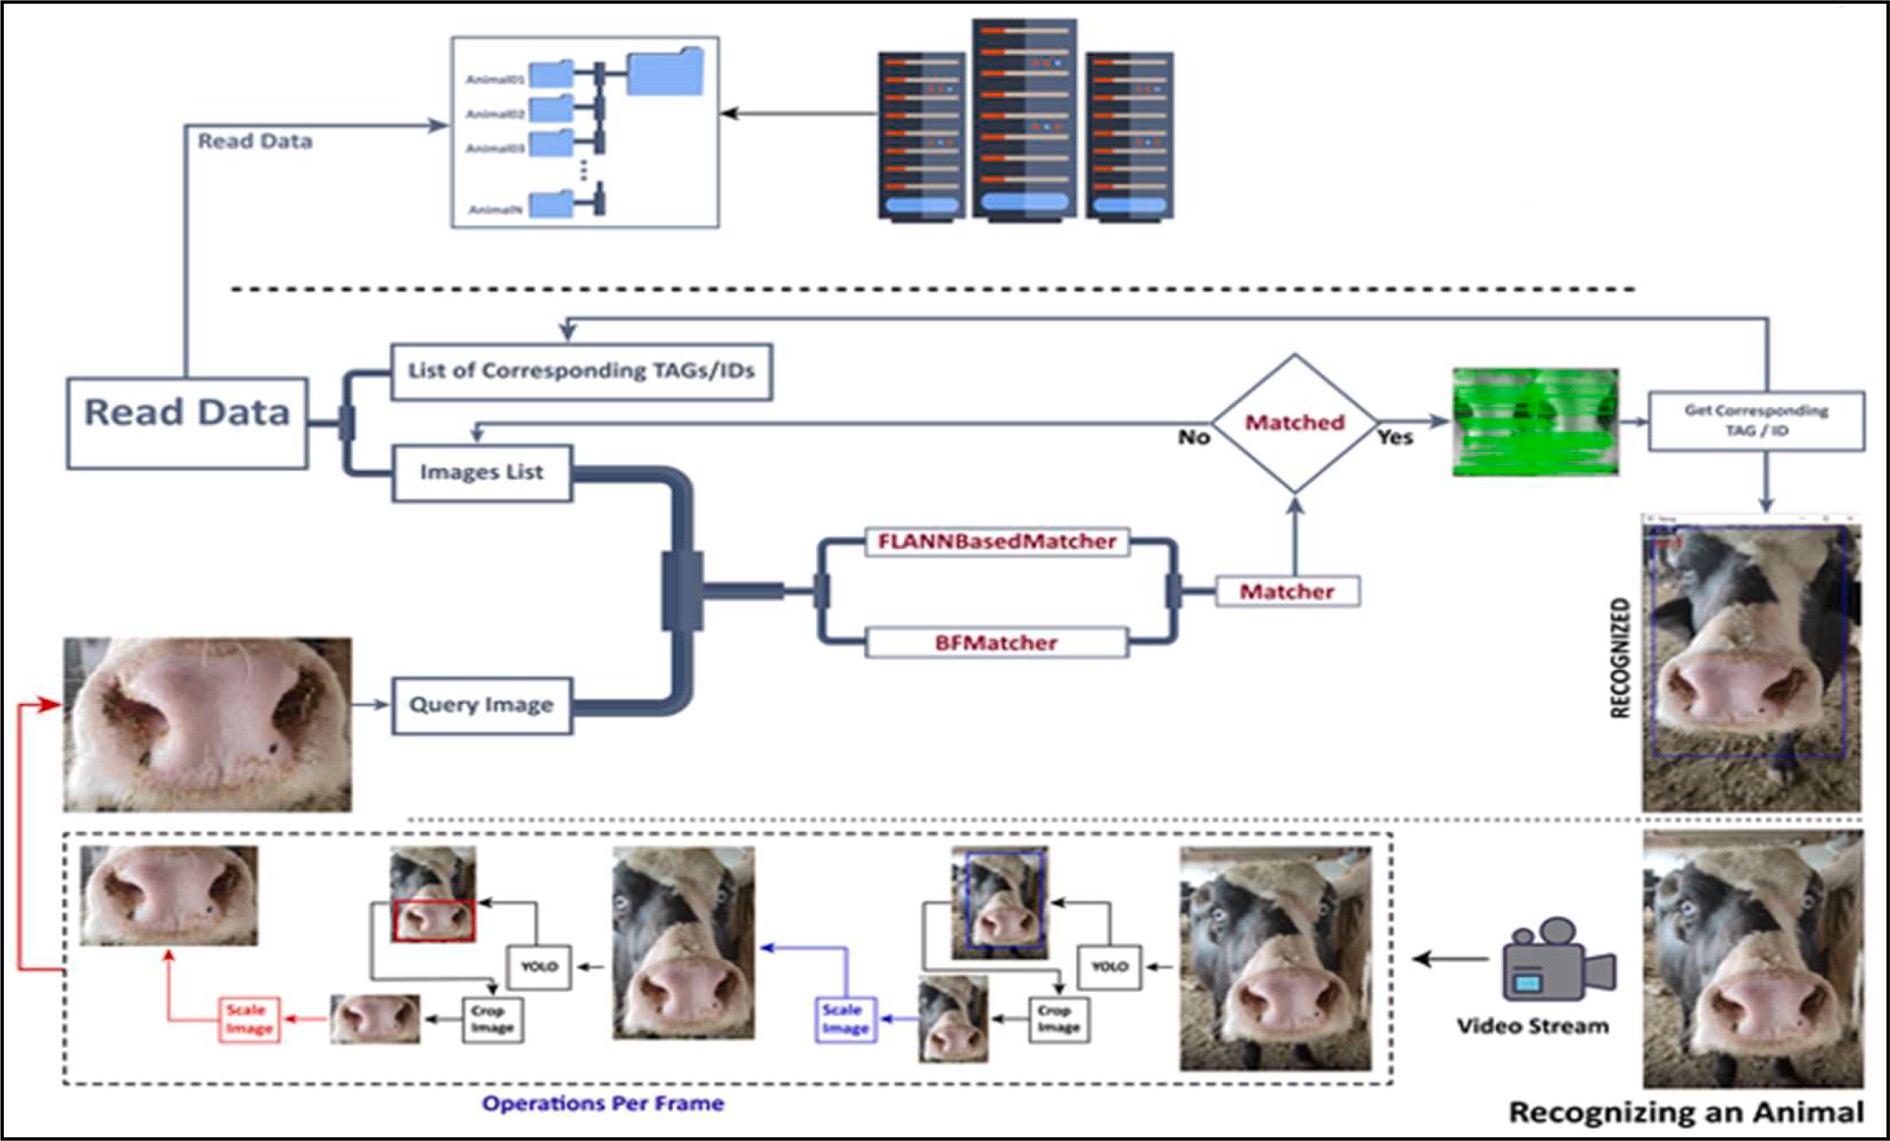 Animal01
Animal02
Animal03
AnimalN
Read Data
Read Data
List of Corresponding TAGs/IDs
Images List
Query Image
FLANNBasedMatcher
BFMatcher
Matcher
Matched
No
Yes
Get Corresponding
TAG / ID
RECOGNIZED
YOLO
Crop
Image
Scale
Image
YOLO
Crop
Image
Scale
Image
Video Stream
Operations Per Frame
Recognizing an Animal